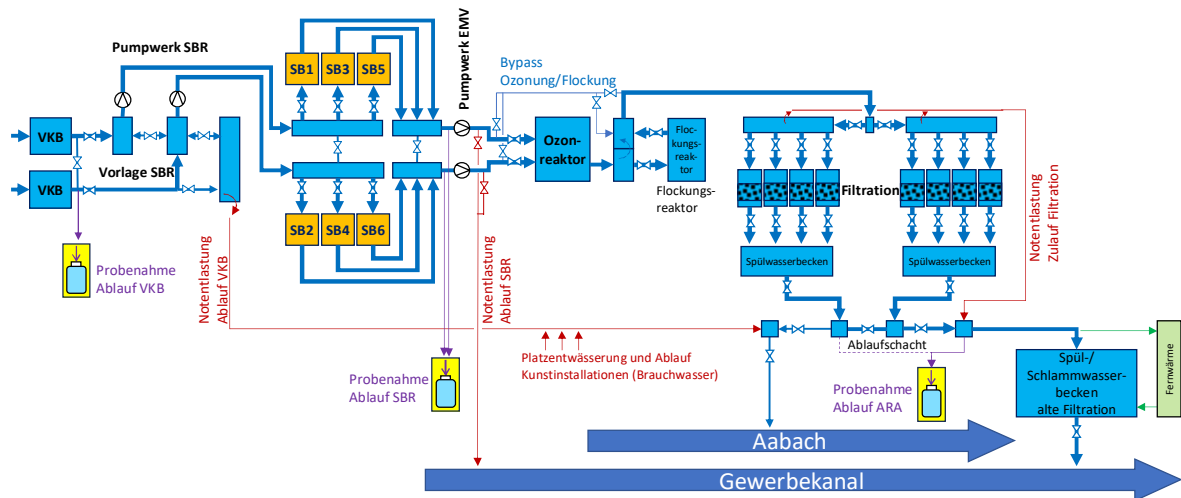 Pumpwerk SBR
VKB
VKB
Vorlage SBR
Probenahme
Ablauf VKB
Notentlastung
Ablauf VKB
SB1
SB3
SB5
SB2
SB4
SB6
Pumpwerk EMV
Notentlastung
Ablauf SBR
Probenahme
Ablauf SBR
Bypass
Ozonung/Flockung
Ozon-
reaktor
Flo-
ckungs-
reak-
tor
Flockungs-
reaktor
Filtration
Spülwasserbecken
Spülwasserbecken
Notentlastung
Zulauf Filtration
Platzentwässerung und Ablauf
Kunstinstallationen (Brauchwasser)
Ablaufschacht
Probenahme
Ablauf ARA
Spül-/
Schlammwasser-
becken
alte Filtration
Fernwärme
Aabach
Gewerbekanal